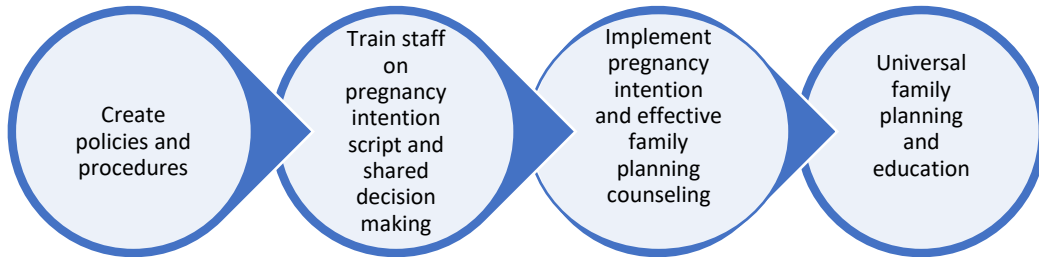 Create
policies and
procedures
Train staff
on
pregnancy
intention
script and
shared
decision
making
Implement
pregnancy
intention
and effective
family
planning
counseling
Universal
family
planning
and
education